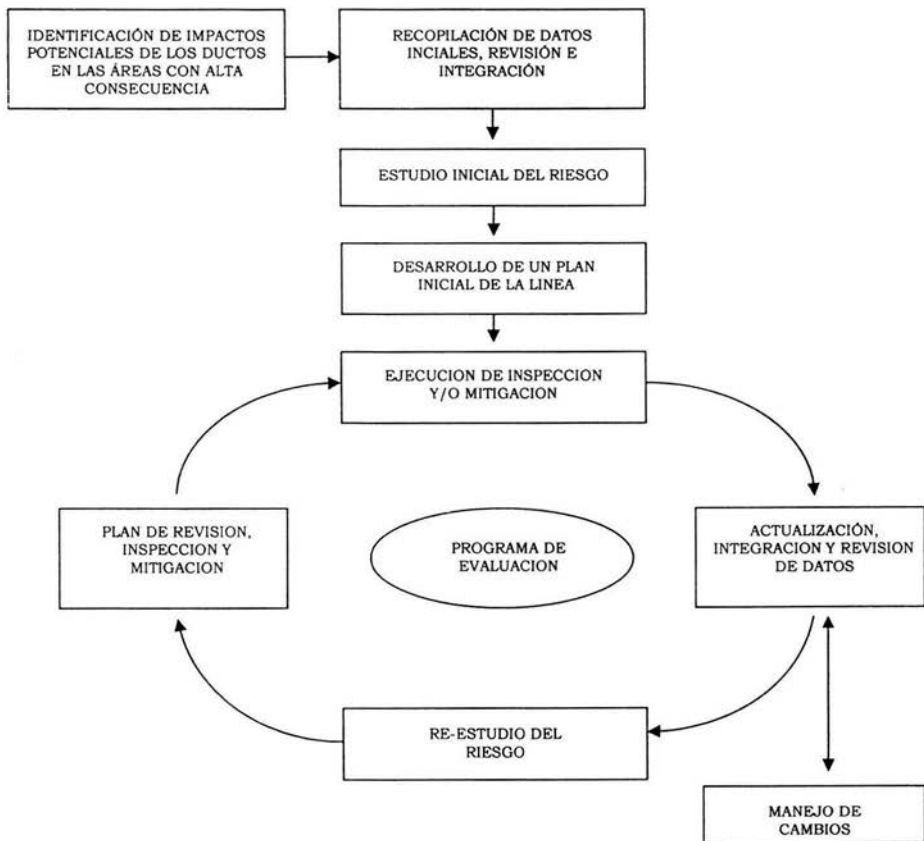 IDENTIFICACIÓN DE IMPACTOS
POTENCIALES DE LOS DUCTOS
EN LAS ÁREAS CON ALTA
CONSECUENCIA
RECOPILACIÓN DE DATOS
INCIALES, REVISIÓN E
INTEGRACIÓN
ESTUDIO INICIAL DEL RIESGO
DESARROLLO DE UN PLAN
INICIAL DE LA LINEA
EJECUCION DE INSPECCION
Y/O MITIGACION
PLAN DE REVISION,
INSPECCION Y
MITIGACION
PROGRAMA DE
EVALUACION
ACTUALIZACIÓN,
INTEGRACION Y REVISION
DE DATOS
RE-ESTUDIO DEL
RIESGO
MANEJO DE
CAMBIOS